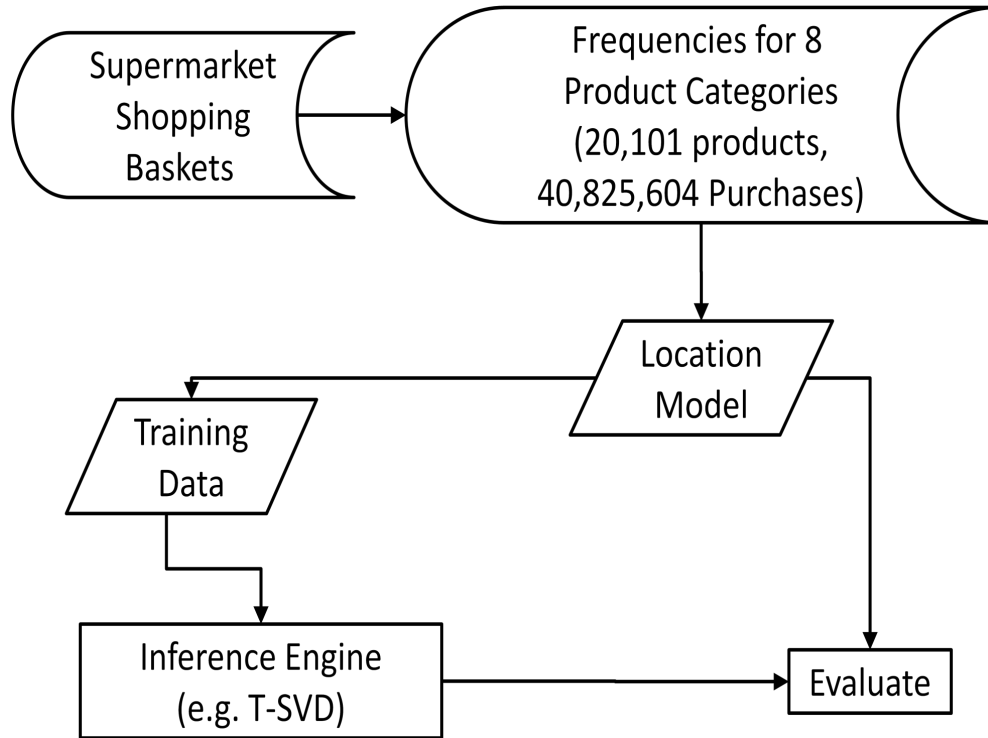 Supermarket
Shopping
Baskets
Frequencies for 8
Product Categories
(20,101 products,
40,825,604 Purchases)
Location
Model
Training
Data
Inference Engine
(e.g. T-SVD)
Evaluate